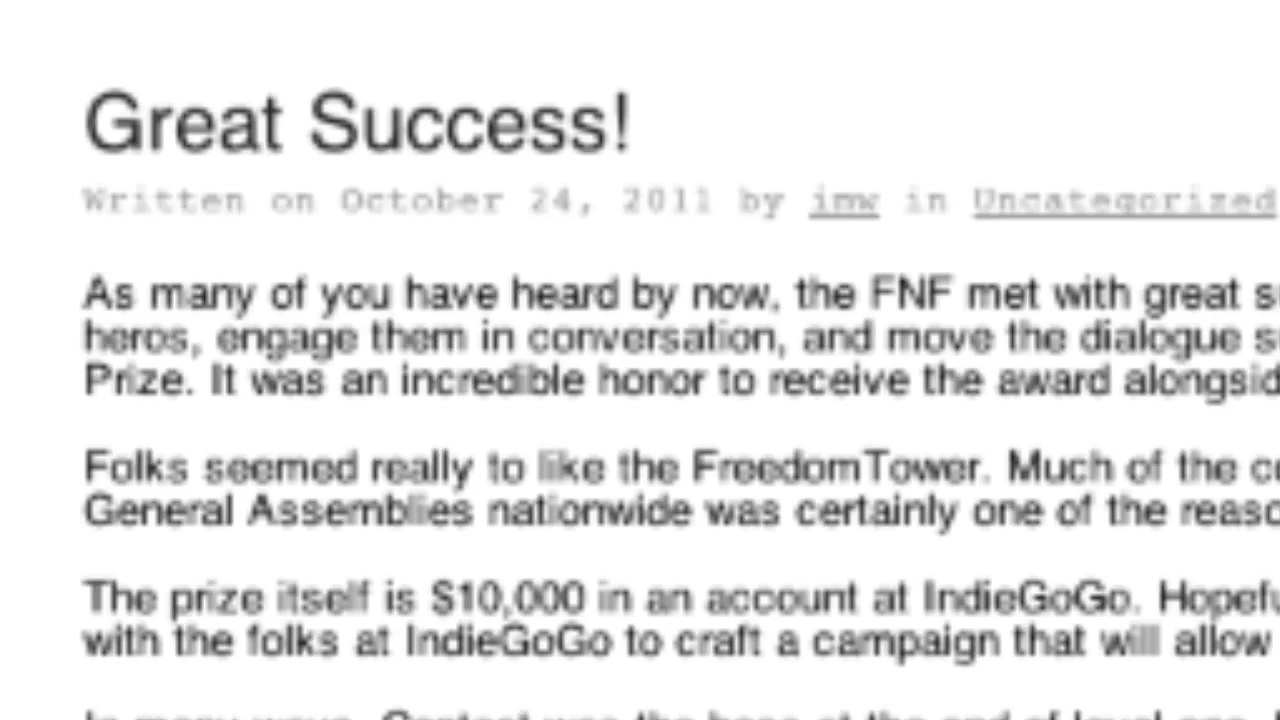 Great Success!
Written on October 24, 2011 by imw in Uncategorized
As many of you have heard by now, the FNF met with great
heros, engage them in conversation, and move the dialogue
Prize. It was an incredible honor to receive the award
Folks seemed really to like the FreedomTower. Much of the
General Assemblies nationwide was certainly one of the
The prize itself is $10,000 in an account at IndieGoGo.
with the folks at IndieGoGo to craft a campaign that will allow